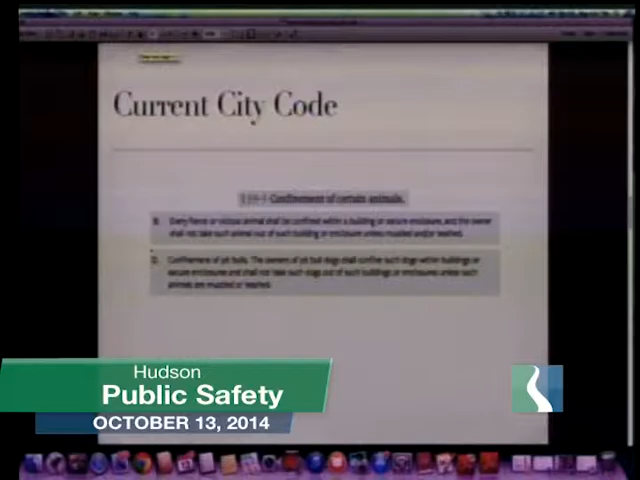 Current City Code
Confinement of certain animals.
B. Every fierce or vicious animal shall be confined within a building or secure enclosure, and the owner
shall not take such animal out of such building or enclosure unless muzzled and/or leashed.
Confinement of pit bulls. The owners of pit bull dogs shall confine such dogs within buildings or
secure enclosures and shall not take such dogs out of such buildings or enclosures unless such
animals are muzzled or leashed.
Hudson
Public Safety
OCTOBER 13, 2014